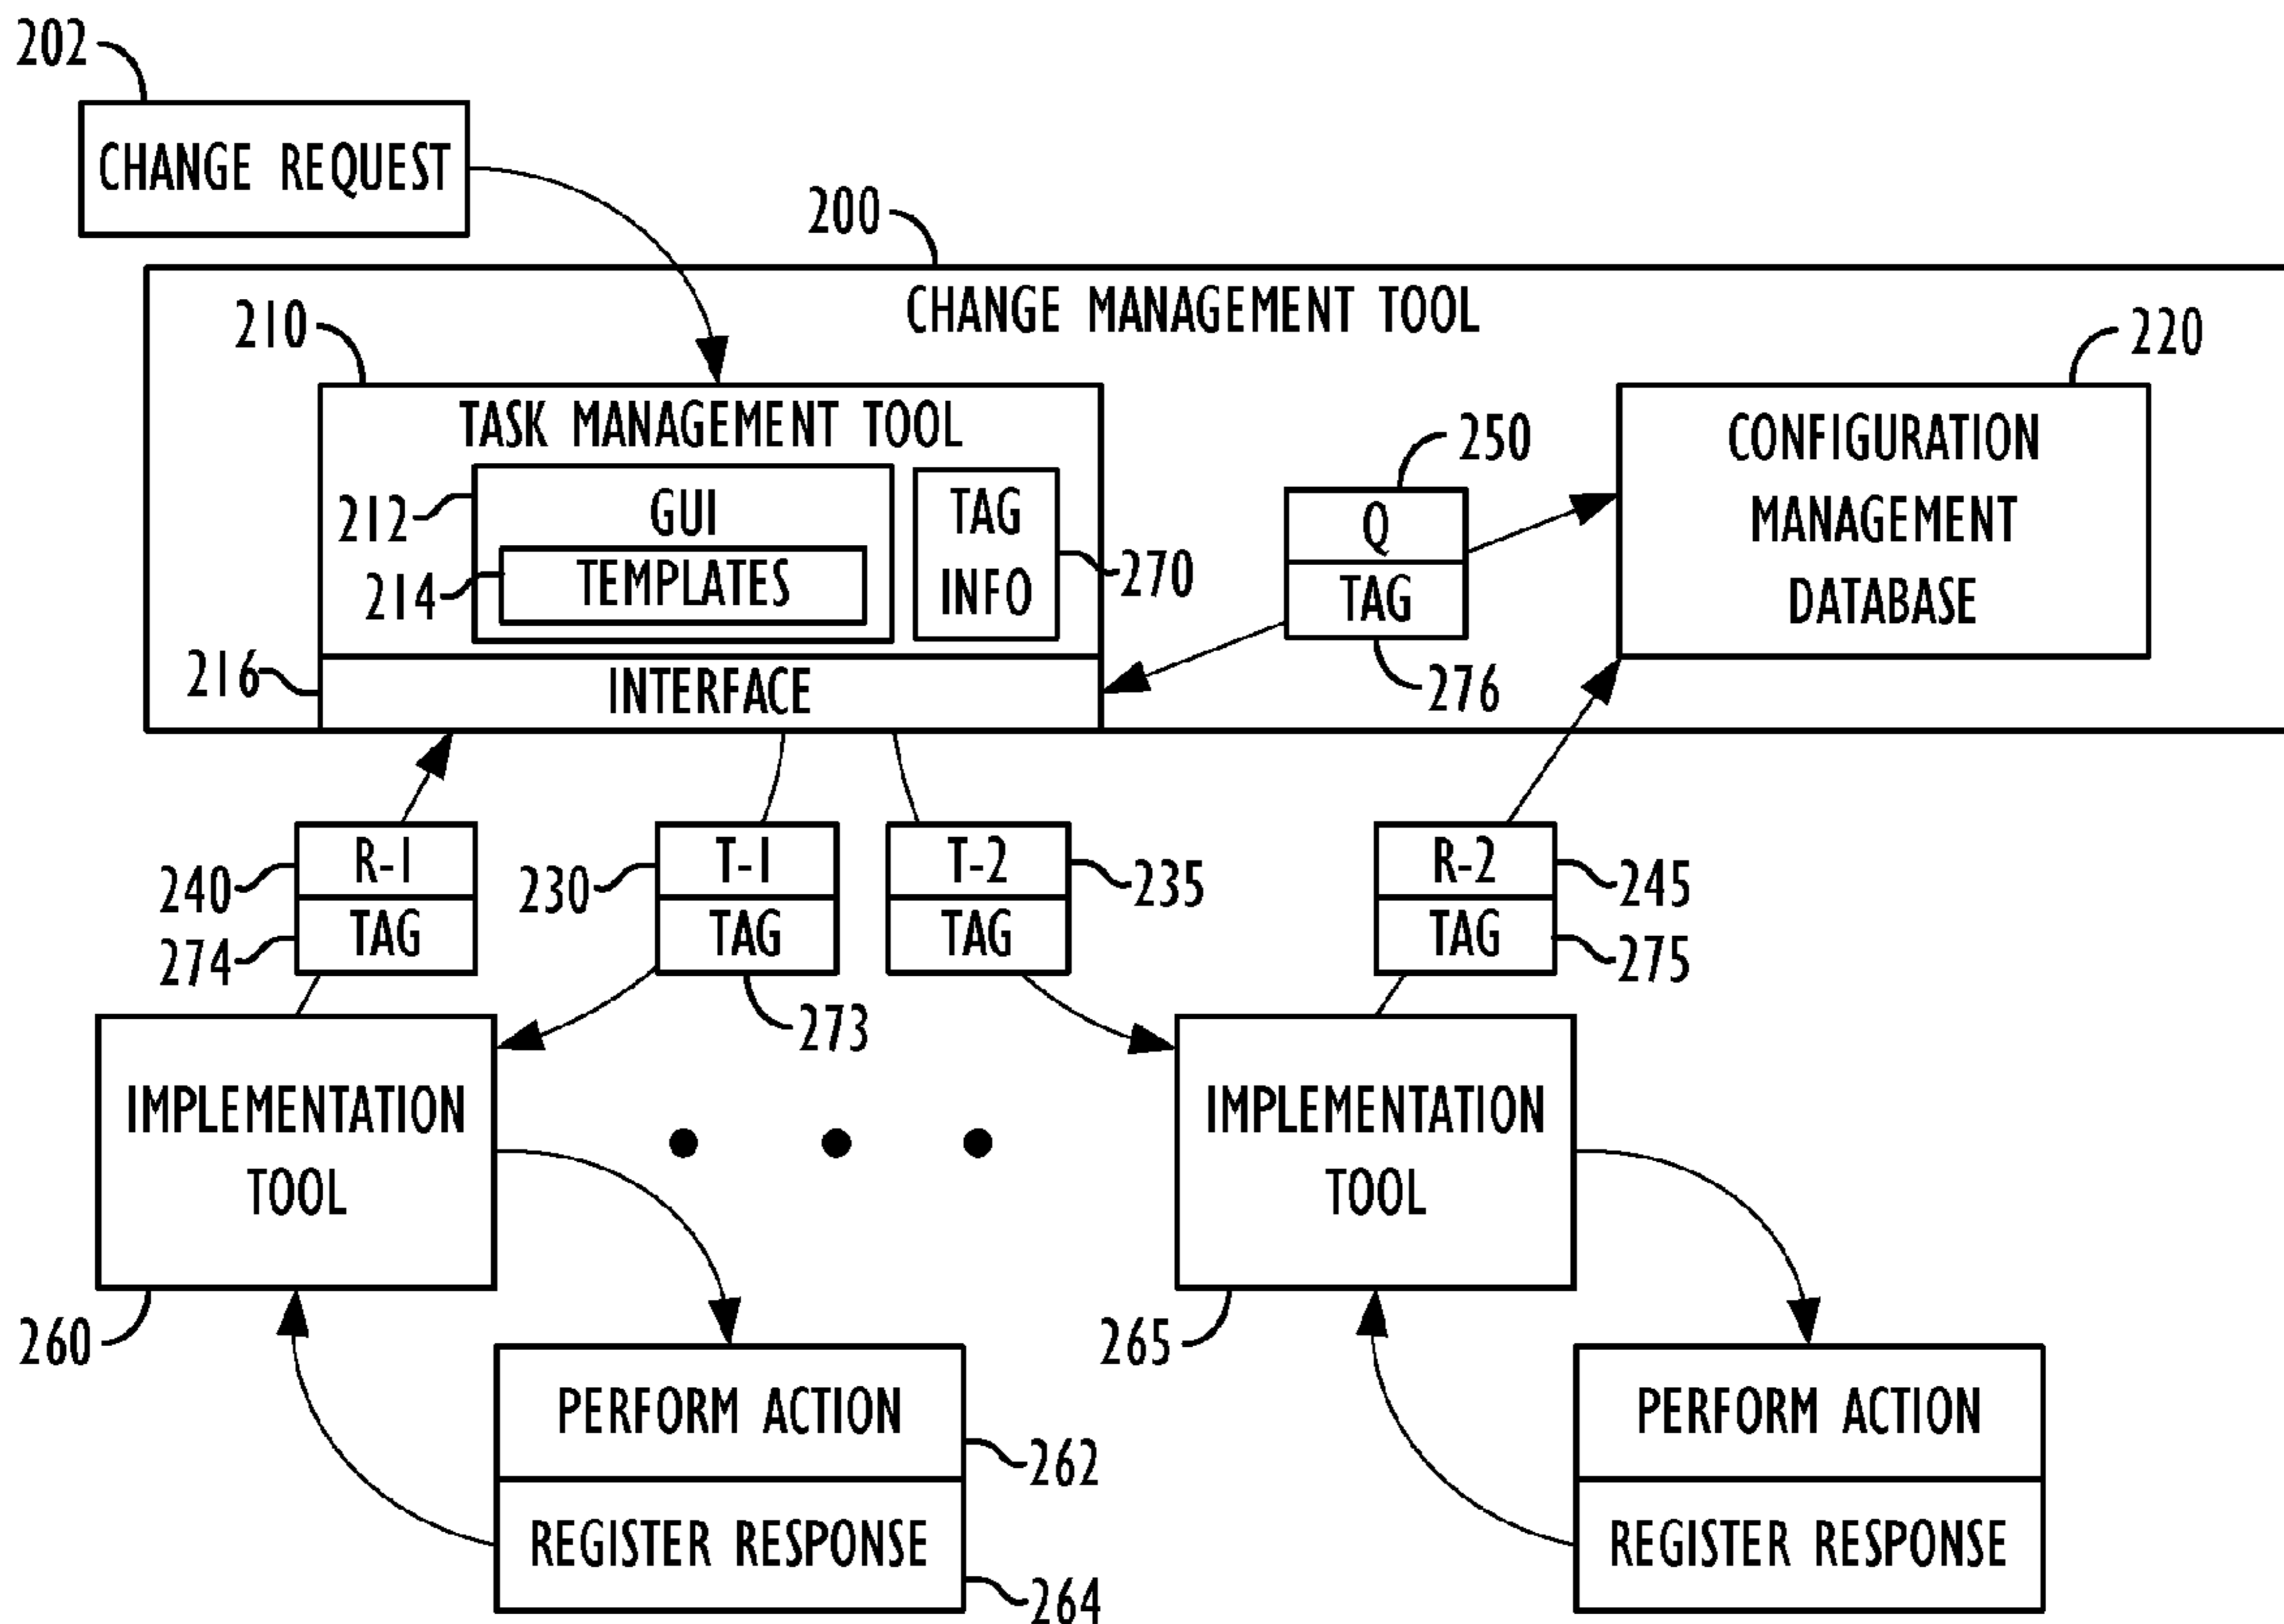 202
CHANGE REQUEST
200
CHANGE MANAGEMENT TOOL
210
220
TASK MANAGEMENT TOOL
212
GUI
214
TEMPLATES
TAG
INFO
270
216
INTERFACE
250
Q
TAG
276
CONFIGURATION
MANAGEMENT
DATABASE
240
R-1
274
TAG
230
T-1
TAG
273
T-2
235
TAG
R-2
245
TAG
275
IMPLEMENTATION
TOOL
260
IMPLEMENTATION
TOOL
265
PERFORM ACTION
262
REGISTER RESPONSE
264
PERFORM ACTION
REGISTER RESPONSE